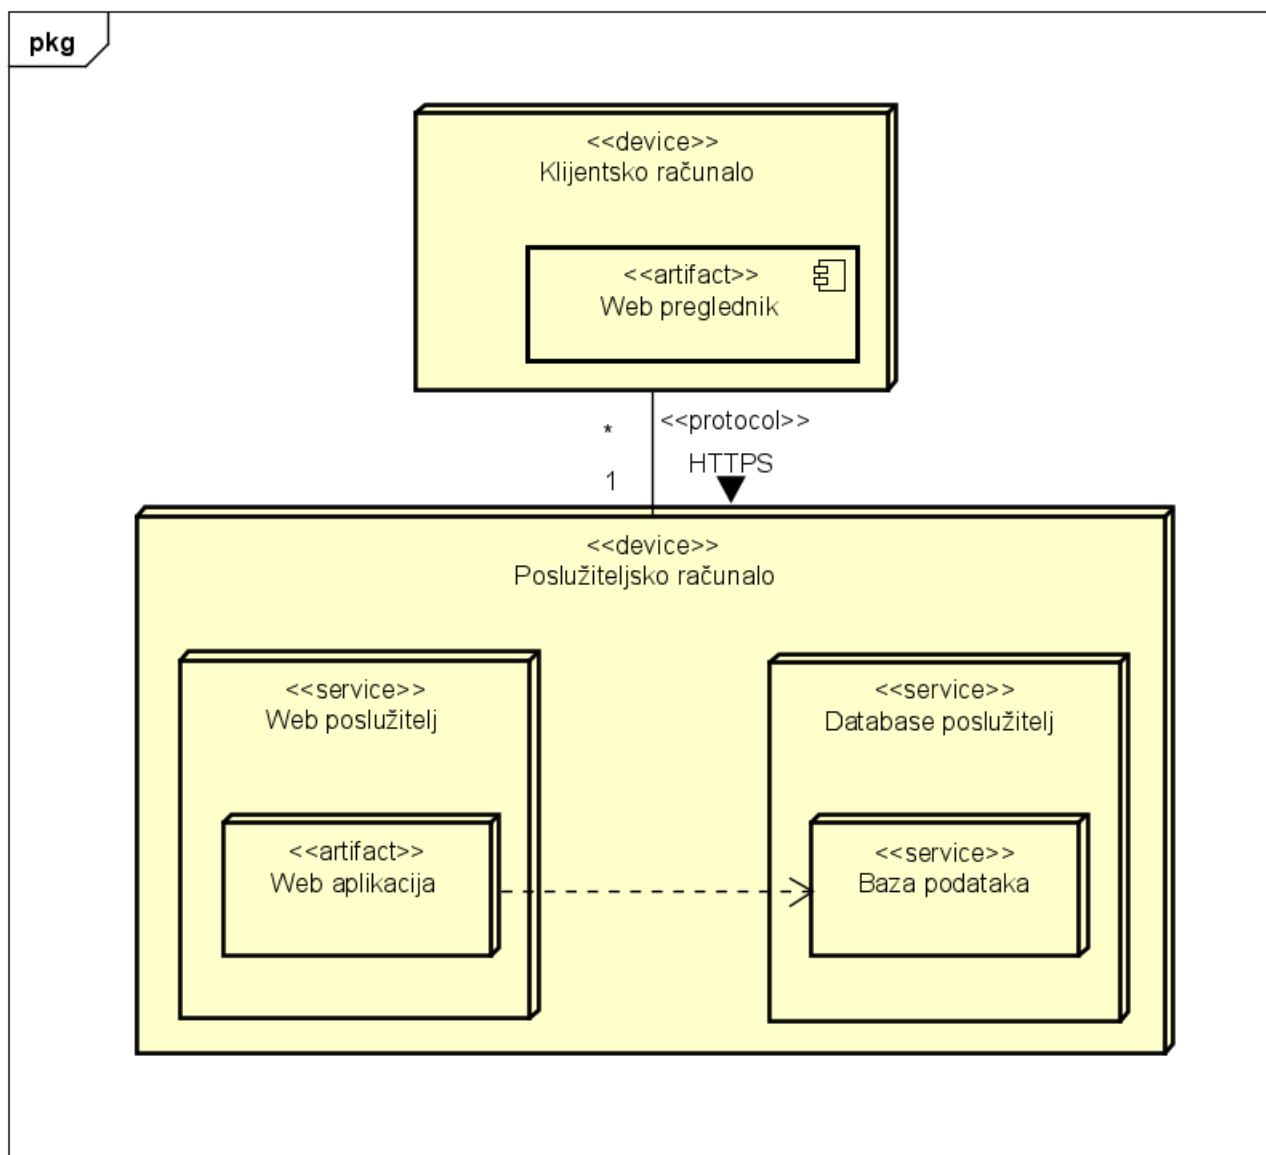 pkg
<<device>>
Klijentsko računalo
<<artifact>>
Web preglednik
<<protocol>>
*
HTTPS
1
<<device>>
Poslužiteljsko računalo
<<service>>
Web poslužitelj
<<service>>
Database poslužitelj
<<artifact>>
Web aplikacija
<<service>>
Baza podataka